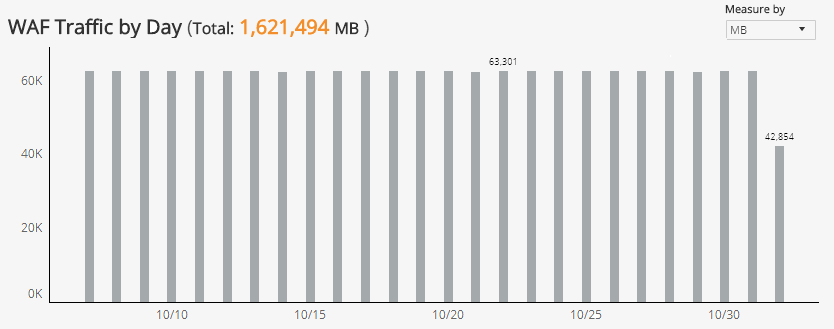 Measure by
WAF Traffic by Day (Total: 1,621,494 MB )
MB
63,301
60K
42,854
40K
20K
0K
10/10 10/15 10/20 10/25 10/30